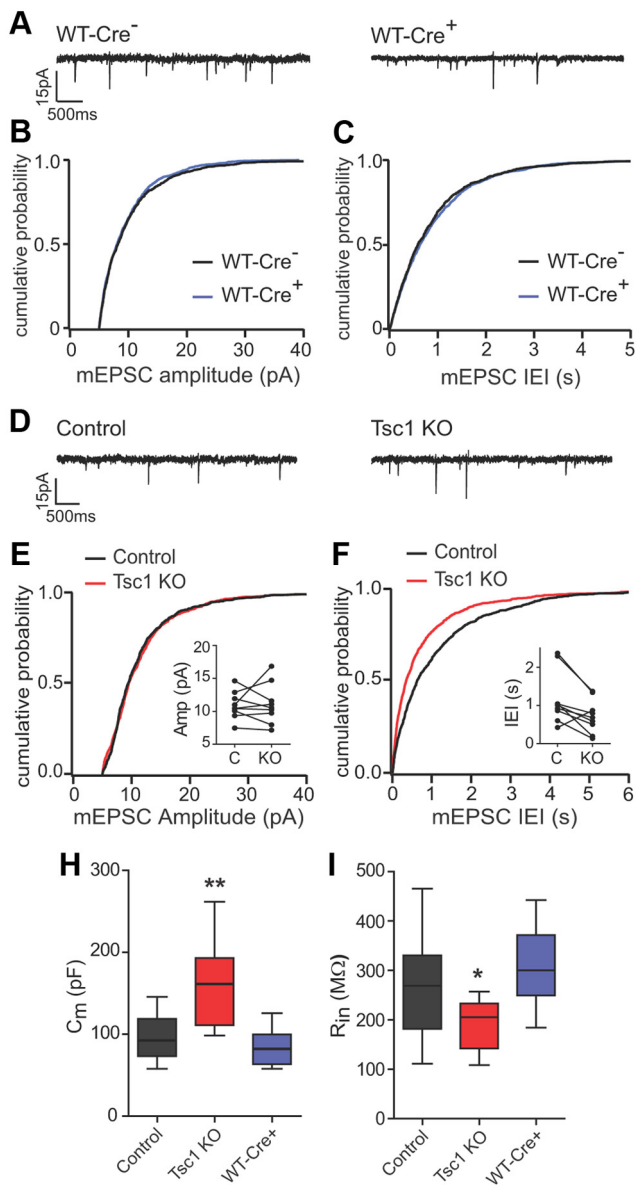 A
WT-Cre-
WT-Cre+
15pA
500ms
B
C
cumulative probability
1.0
0.5
0
WT-Cre-
WT-Cre+
0 10 20 30 40
mEPSC amplitude (pA)
cumulative probability
1.0
0.5
0
WT-Cre-
WT-Cre+
0 1 2 3 4 5
mEPSC IEI (s)
D
Control
Tsc1 KO
15pA
500ms
E
Control
Tsc1 KO
cumulative probability
1.0
0.5
0.0
Amp (pA)
20
15
10
5
C KO
0 10 20 30 40
mEPSC Amplitude (pA)
F
Control
Tsc1 KO
cumulative probability
1.0
0.5
0.0
IEI (s)
2
1
0
C KO
0 1 2 3 4 5 6
mEPSC IEI (s)
H
Cm (pF)
300
200
100
0
**
Control
Tsc1 KO
WT-Cre+
I
Rin (MΩ)
500
400
300
200
100
0
*
Control
Tsc1 KO
WT-Cre+